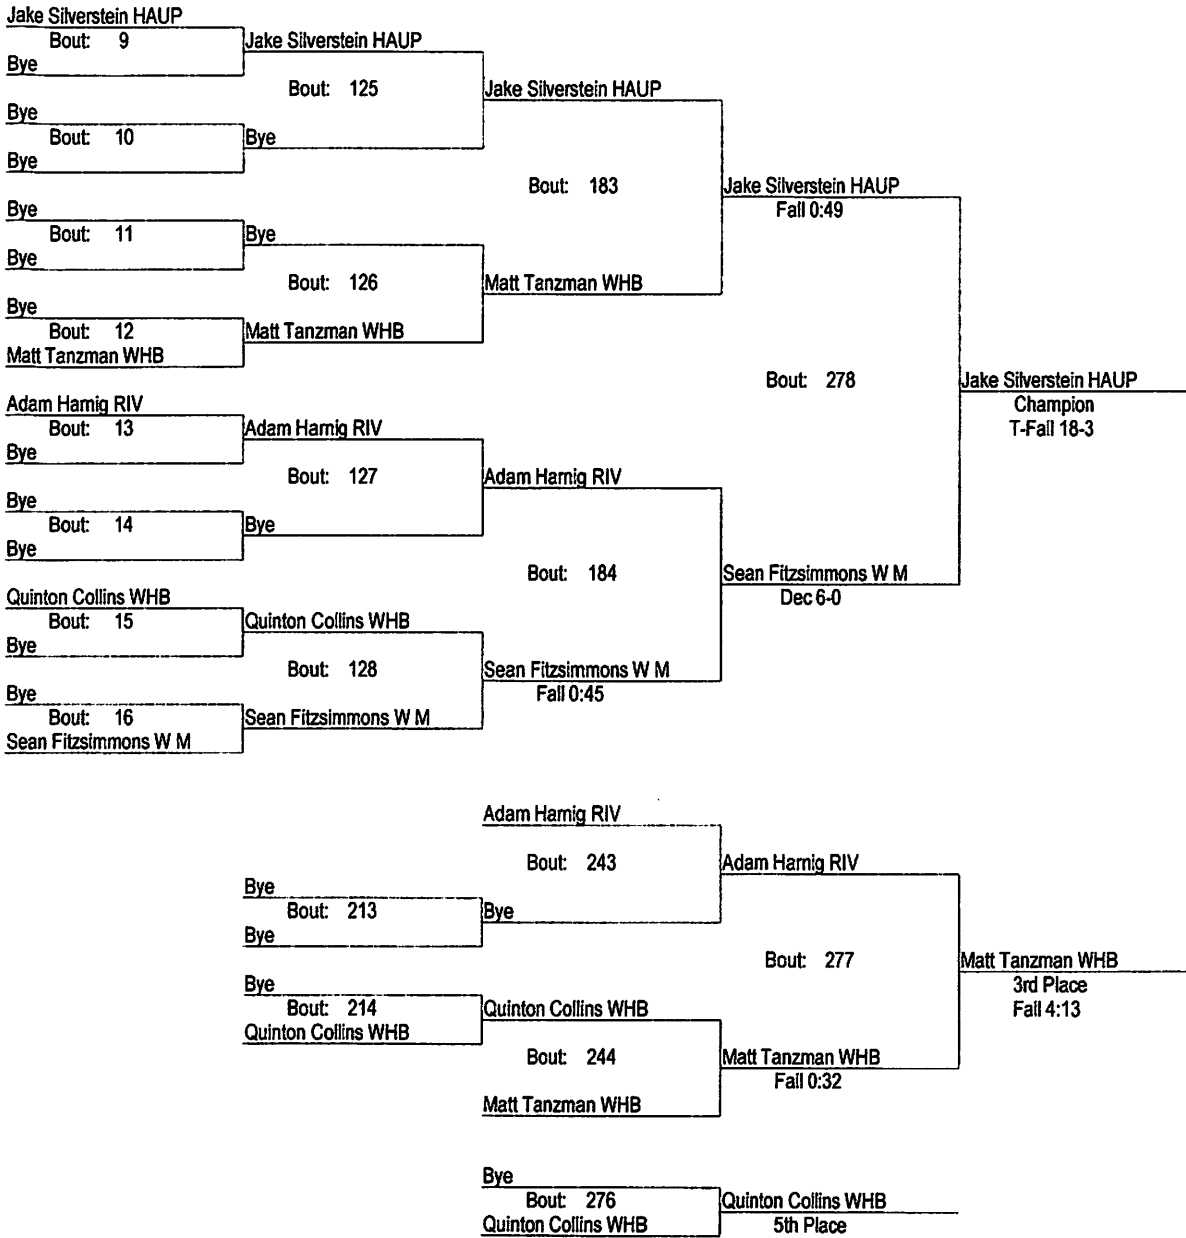 Jake Silverstein HAUP
Bout: 9
Bye
Jake Silverstein HAUP
Bout: 125
Bye
Bout: 10
Bye
Bye
Jake Silverstein HAUP
Bout: 183
Bye
Bout: 11
Bye
Bye
Bout: 126
Bye
Bout: 12
Matt Tanzman WHB
Matt Tanzman WHB
Matt Tanzman WHB
Jake Silverstein HAUP
Fall 0:49
Bout: 278
Adam Harnig RIV
Bout: 13
Bye
Adam Harnig RIV
Bout: 127
Bye
Bout: 14
Bye
Bye
Adam Harnig RIV
Bout: 184
Quinton Collins WHB
Bout: 15
Bye
Quinton Collins WHB
Bout: 128
Bye
Bout: 16
Sean Fitzsimmons W M
Sean Fitzsimmons W M
Sean Fitzsimmons W M
Fall 0:45
Sean Fitzsimmons W M
Dec 6-0
Jake Silverstein HAUP
Champion
T-Fall 18-3
Adam Harnig RIV
Bout: 243
Bye
Bout: 213
Bye
Bye
Adam Harnig RIV
Bout: 277
Bye
Bout: 214
Quinton Collins WHB
Quinton Collins WHB
Bout: 244
Matt Tanzman WHB
Matt Tanzman WHB
Fall 0:32
Matt Tanzman WHB
3rd Place
Fall 4:13
Bye
Bout: 276
Quinton Collins WHB
Quinton Collins WHB
5th Place